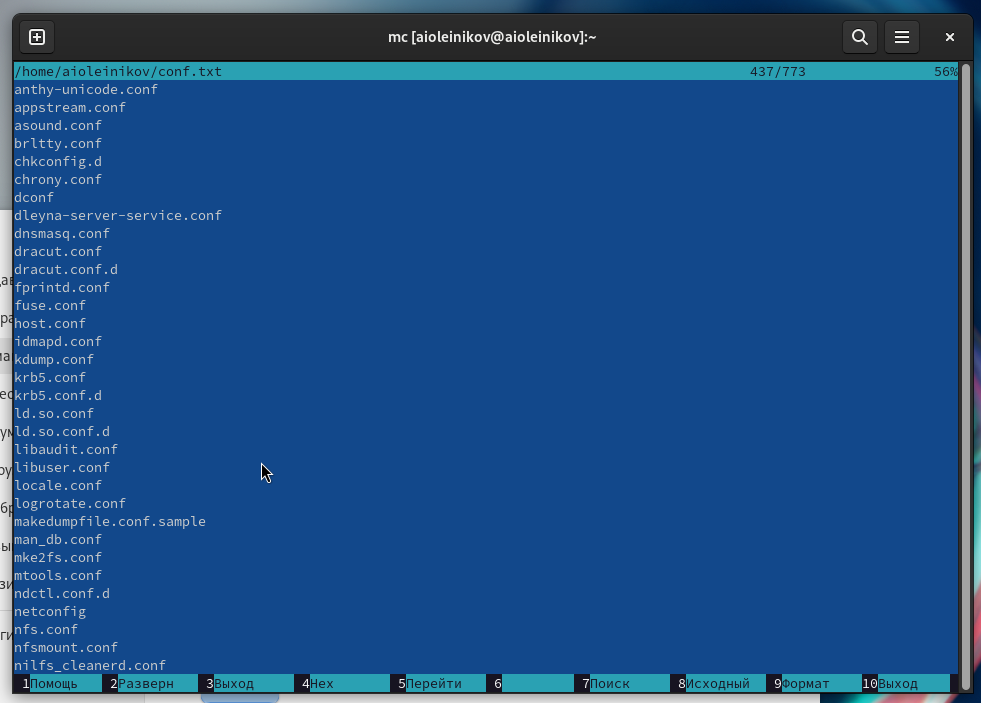 mc [aioleinikov@aioleinikov]:~
/home/aioleinikov/conf.txt 437/773 56%
anthy-unicode.conf
appstream.conf
asound.conf
brltty.conf
chkconfig.d
chrony.conf
dconf
dleyna-server-service.conf
dnsmasq.conf
dracut.conf
dracut.conf.d
fprintd.conf
fuse.conf
host.conf
idmapd.conf
kdump.conf
krb5.conf
krb5.conf.d
ld.so.conf
ld.so.conf.d
libaudit.conf
libuser.conf
locale.conf
logrotate.conf
makedumpfile.conf.sample
man_db.conf
mke2fs.conf
mtools.conf
ndctl.conf.d
netconfig
nfs.conf
nfsmount.conf
nilfs_cleanerd.conf
1Помощь 2Разверн 3Выход 4Hex 5Перейти 6 7Поиск 8Исходный 9Формат 10Выход